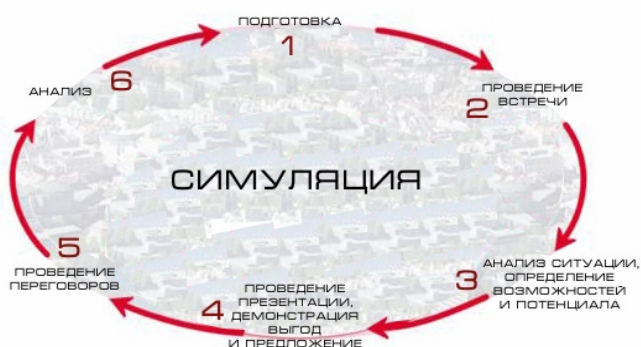 ПОДГОТОВКА
1
ПРОВЕДЕНИЕ
ВСТРЕЧИ
2
АНАЛИЗ СИТУАЦИИ,
ОПРЕДЕЛЕНИЕ
ВОЗМОЖНОСТЕЙ
И ПОТЕНЦИАЛА
3
ПРОВЕДЕНИЕ
ПРЕЗЕНТАЦИИ,
ДЕМОНСТРАЦИЯ
ВЫГОД
И ПРЕДЛОЖЕНИЕ
4
5
ПРОВЕДЕНИЕ
ПЕРЕГОВОРОВ
АНАЛИЗ
6
СИМУЛЯЦИЯ